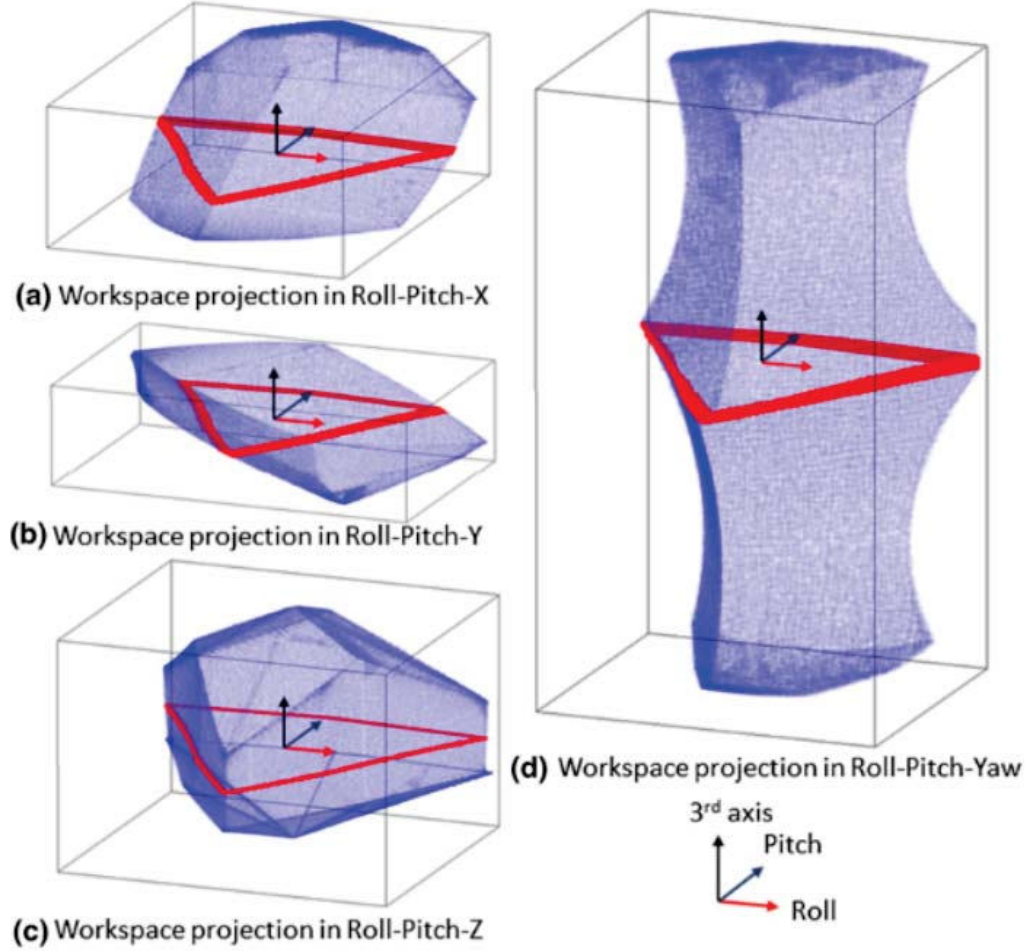 (a) Workspace projection in Roll-Pitch-X
(b) Workspace projection in Roll-Pitch-Y
(c) Workspace projection in Roll-Pitch-Z
(d) Workspace projection in Roll-Pitch-Yaw
3rd axis
Pitch
Roll